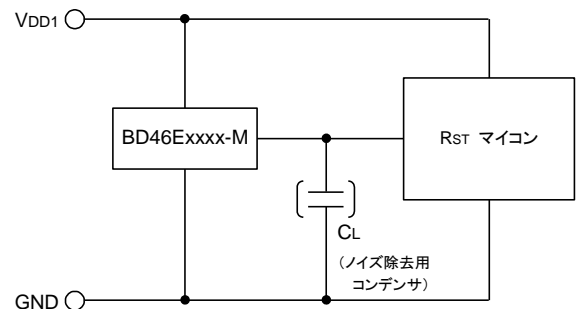 VDD1
BD46Exxxx-M
RST マイコン
CL
（ノイズ除去用
コンデンサ）
GND